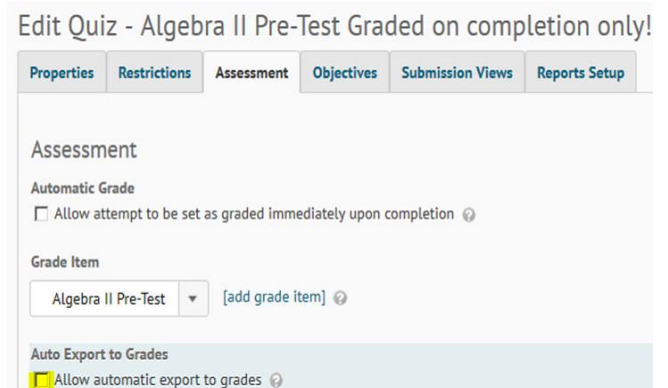 Edit Quiz - Algebra II Pre-Test Graded on completion only!
Properties Restrictions Assessment Objectives Submission Views Reports Setup
Assessment
Automatic Grade
Allow attempt to be set as graded immediately upon completion ?
Grade Item
Algebra II Pre-Test [add grade item] ?
Auto Export to Grades
Allow automatic export to grades ?